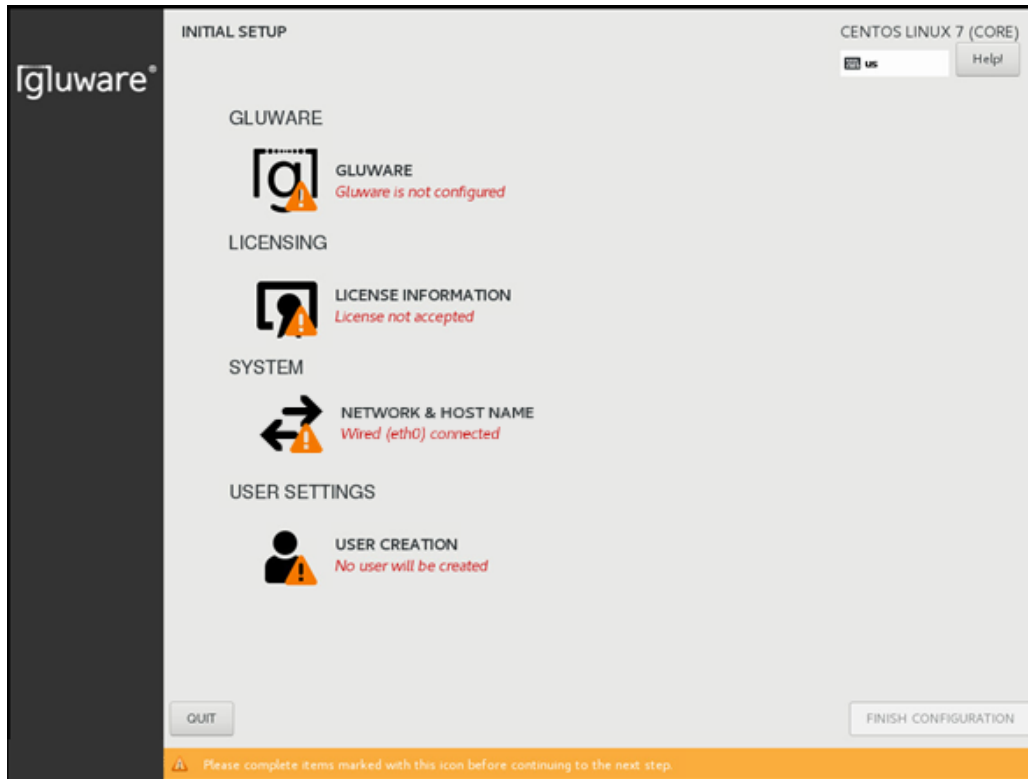 gluware®
INITIAL SETUP
CENTOS LINUX 7 (CORE)
us
Help!
GLUWARE
g
GLUWARE
Gluware is not configured
LICENSING
LICENSE INFORMATION
License not accepted
SYSTEM
NETWORK & HOST NAME
Wired (eth0) connected
USER SETTINGS
USER CREATION
No user will be created
QUIT
FINISH CONFIGURATION
Please complete items marked with this icon before continuing to the next step.